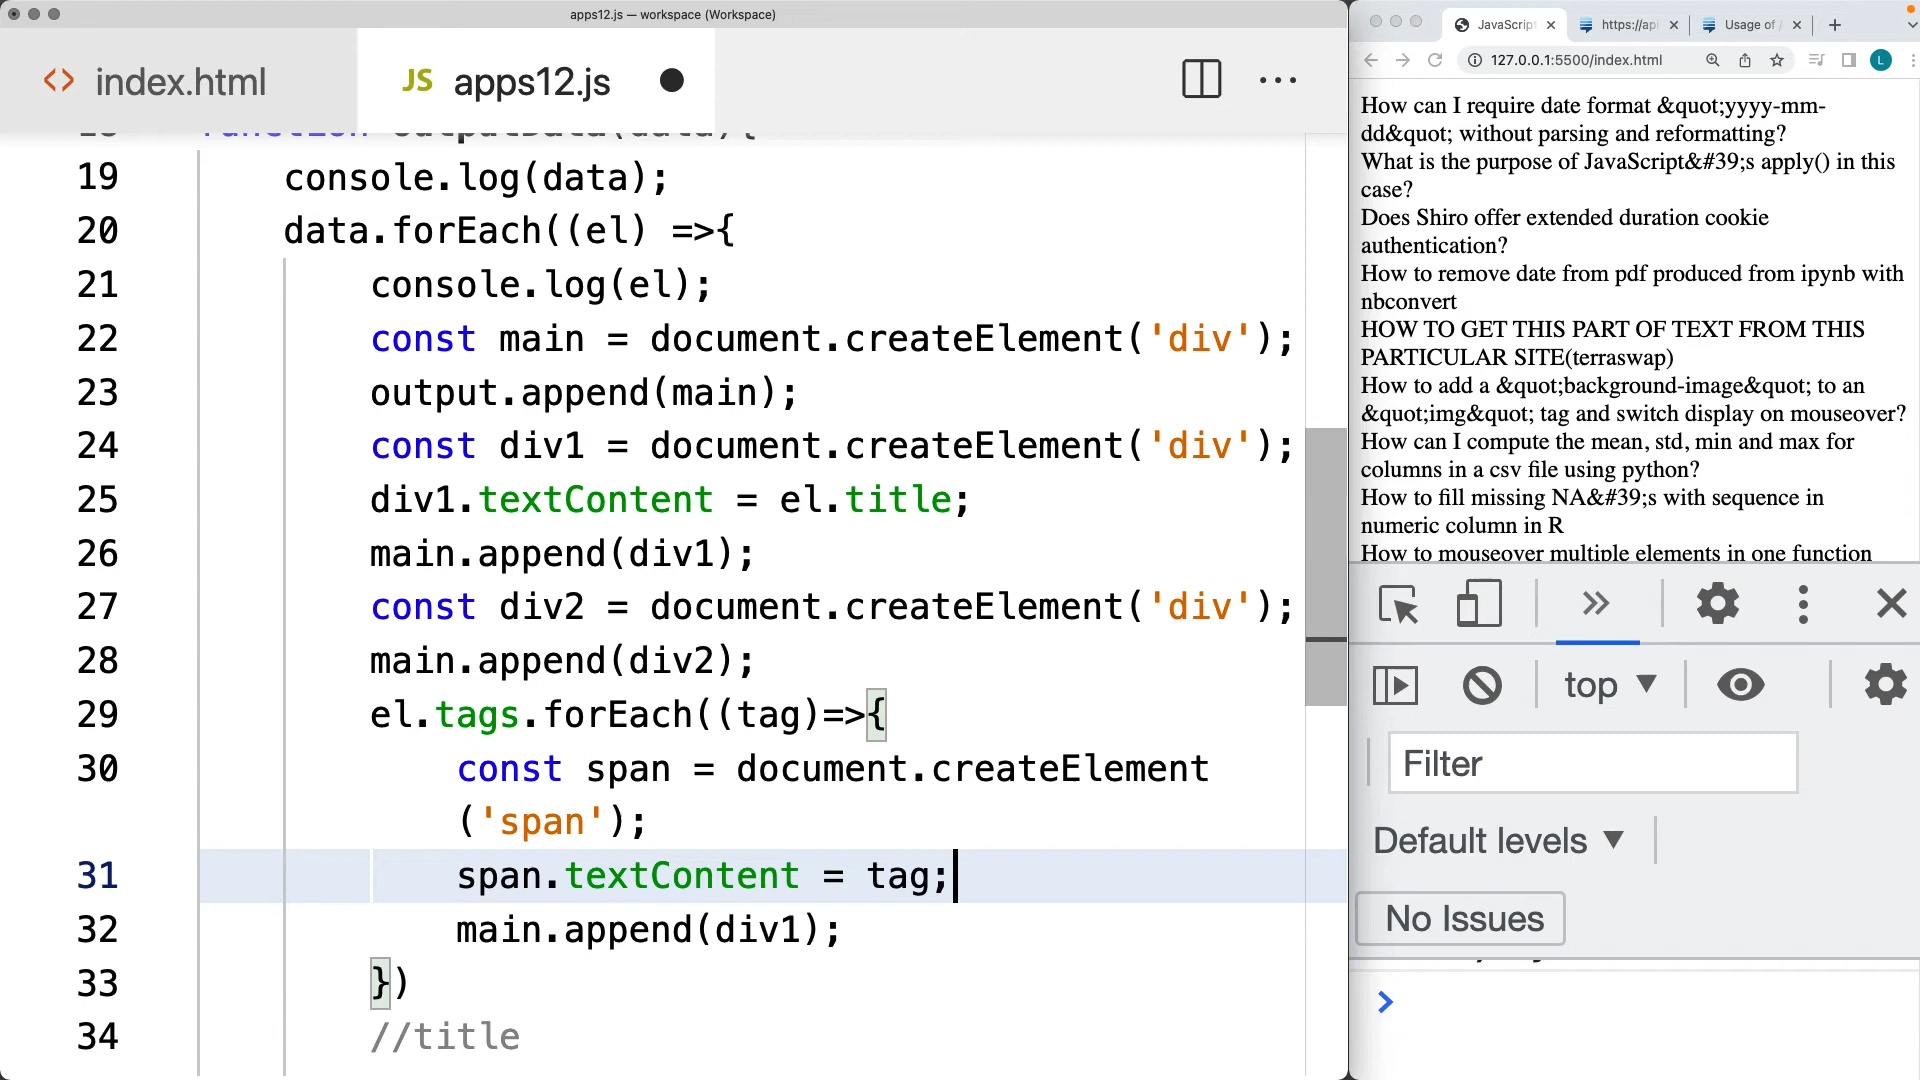 apps12.js — workspace (Workspace)
index.html
JS apps12.js
19 console.log(data);
20 data.forEach((el) =>{
21 console.log(el);
22 const main = document.createElement('div');
23 output.append(main);
24 const div1 = document.createElement('div');
25 div1.textContent = el.title;
26 main.append(div1);
27 const div2 = document.createElement('div');
28 main.append(div2);
29 el.tags.forEach((tag)=>{
30 const span = document.createElement
('span');
31 span.textContent = tag;
32 main.append(div1);
33 })
34 //title
JavaScrip
https://ap
Usage of
127.0.0.1:5500/index.html
L
How can I require date format &quot;yyyy-mm-
dd&quot; without parsing and reformatting?
What is the purpose of JavaScript&#39;s apply() in this
case?
Does Shiro offer extended duration cookie
authentication?
How to remove date from pdf produced from ipynb with
nbconvert
HOW TO GET THIS PART OF TEXT FROM THIS
PARTICULAR SITE(terraswap)
How to add a &quot;background-image&quot; to an
&quot;img&quot; tag and switch display on mouseover?
How can I compute the mean, std, min and max for
columns in a csv file using python?
How to fill missing NA&#39;s with sequence in
numeric column in R
How to mouseover multiple elements in one function
top
Filter
Default levels
No Issues